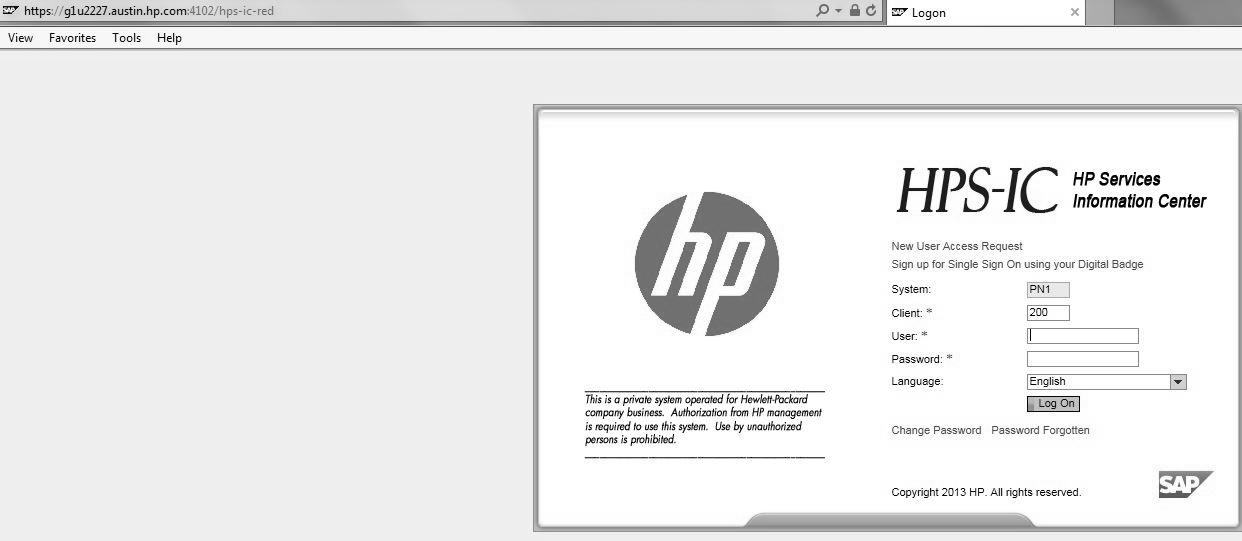 SAP https://g1u2227.austin.hp.com:4102/hps-ic-red
SAP Logon
View Favorites Tools Help
HPS-IC HP Services
Information Center
hp
New User Access Request
Sign up for Single Sign On using your Digital Badge
System: PN1
Client: * 200
User: *
Password: *
Language: English
Log On
Change Password Password Forgotten
This is a private system operated for Hewlett-Packard
company business. Authorization from HP management
is required to use this system. Use by unauthorized
persons is prohibited.
Copyright 2013 HP. All rights reserved.
SAP